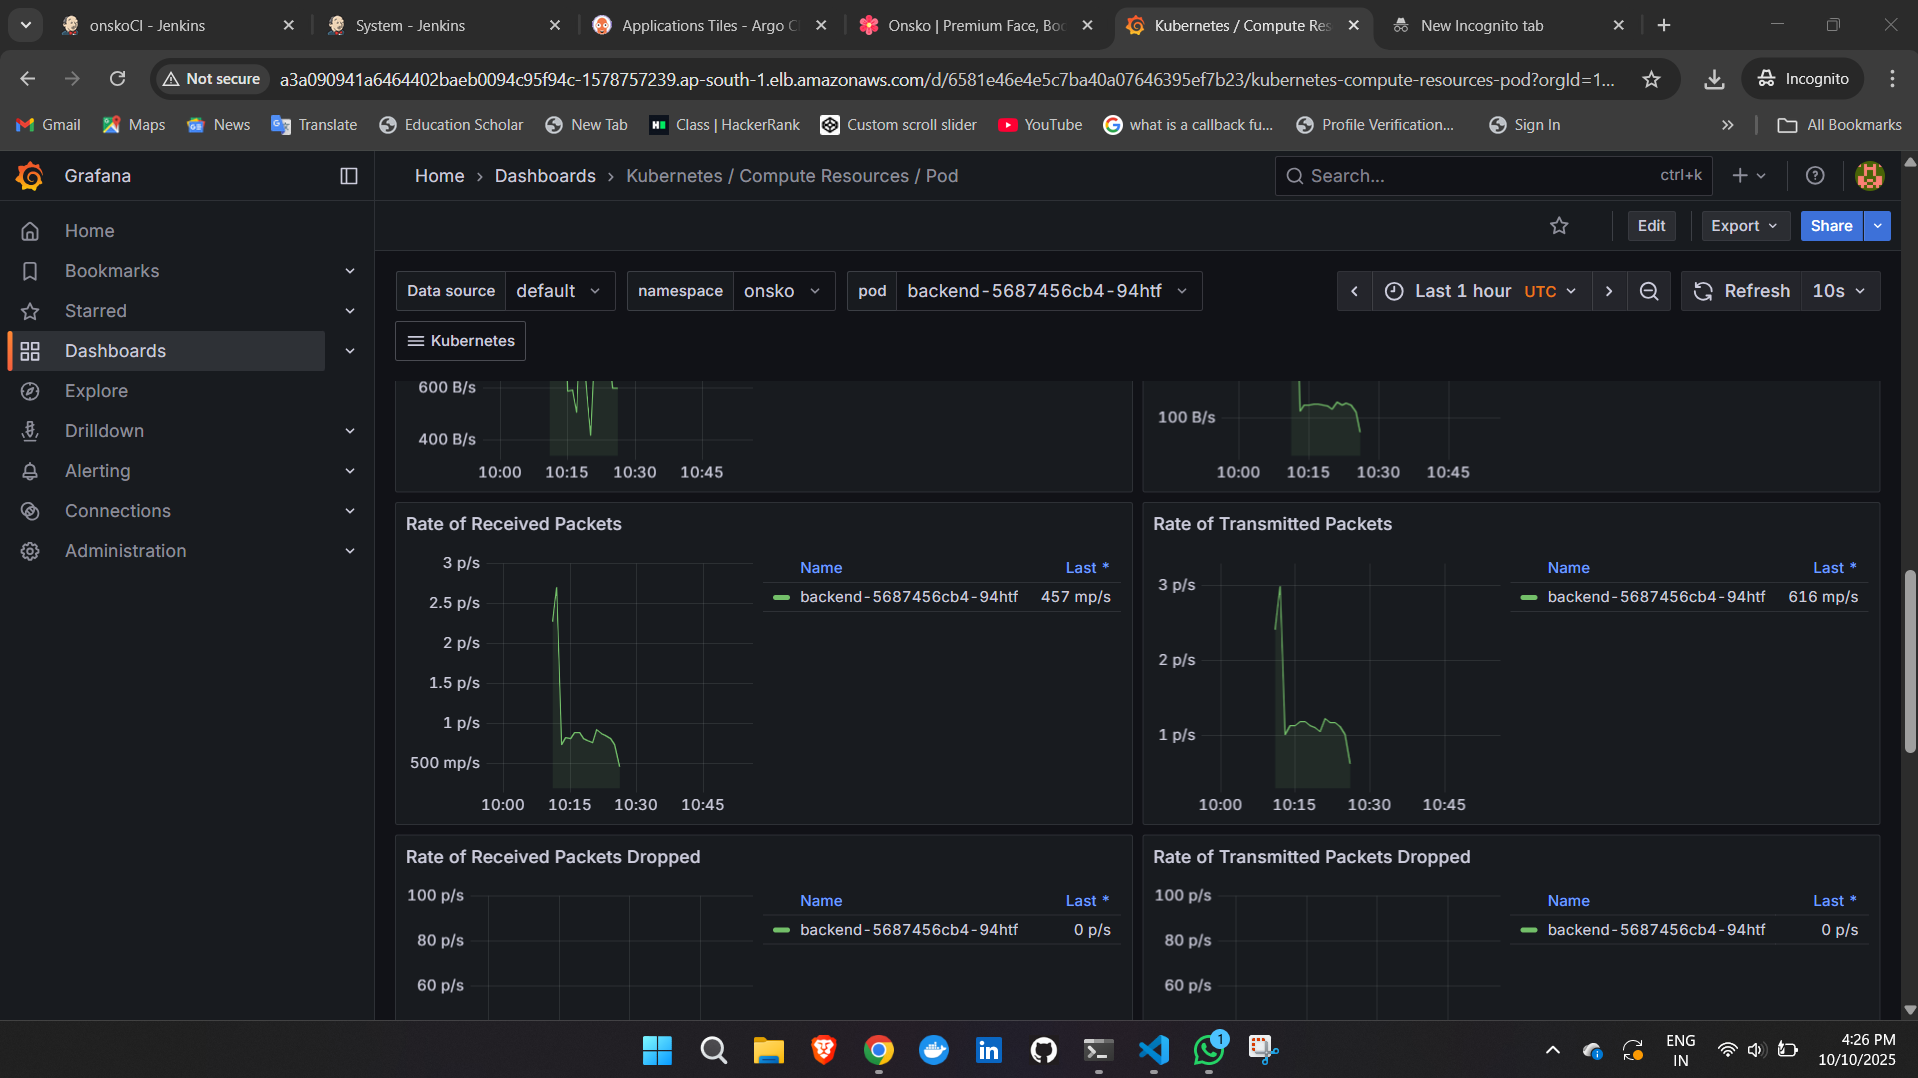 onskoCI - Jenkins
System - Jenkins
Applications Tiles - Argo C
Onsko | Premium Face, Boo
Kubernetes / Compute Res
New Incognito tab
Not secure
a3a090941a6464402baeb0094c95f94c-1578757239.ap-south-1.elb.amazonaws.com/d/6581e46e4e5c7ba40a07646395ef7b23/kubernetes-compute-resources-pod?orgId=1...
Incognito
Gmail
Maps
News
Translate
Education Scholar
New Tab
Class | HackerRank
Custom scroll slider
YouTube
what is a callback fu...
Profile Verification...
Sign In
All Bookmarks
Grafana
Home › Dashboards › Kubernetes / Compute Resources / Pod
Search...
ctrl+k
Edit
Export
Share
Home
Bookmarks
Starred
Dashboards
Explore
Drilldown
Alerting
Connections
Administration
Data source default
namespace onsko
pod backend-5687456cb4-94htf
Last 1 hour UTC
Refresh
10s
Kubernetes
600 B/s
400 B/s
10:00 10:15 10:30 10:45
100 B/s
10:00 10:15 10:30 10:45
Rate of Received Packets
3 p/s
2.5 p/s
2 p/s
1.5 p/s
1 p/s
500 mp/s
10:00 10:15 10:30 10:45
Name Last *
backend-5687456cb4-94htf 457 mp/s
Rate of Transmitted Packets
3 p/s
2 p/s
1 p/s
10:00 10:15 10:30 10:45
Name Last *
backend-5687456cb4-94htf 616 mp/s
Rate of Received Packets Dropped
100 p/s
80 p/s
60 p/s
Name Last *
backend-5687456cb4-94htf 0 p/s
Rate of Transmitted Packets Dropped
100 p/s
80 p/s
60 p/s
Name Last *
backend-5687456cb4-94htf 0 p/s
1
ENG
IN
4:26 PM
10/10/2025